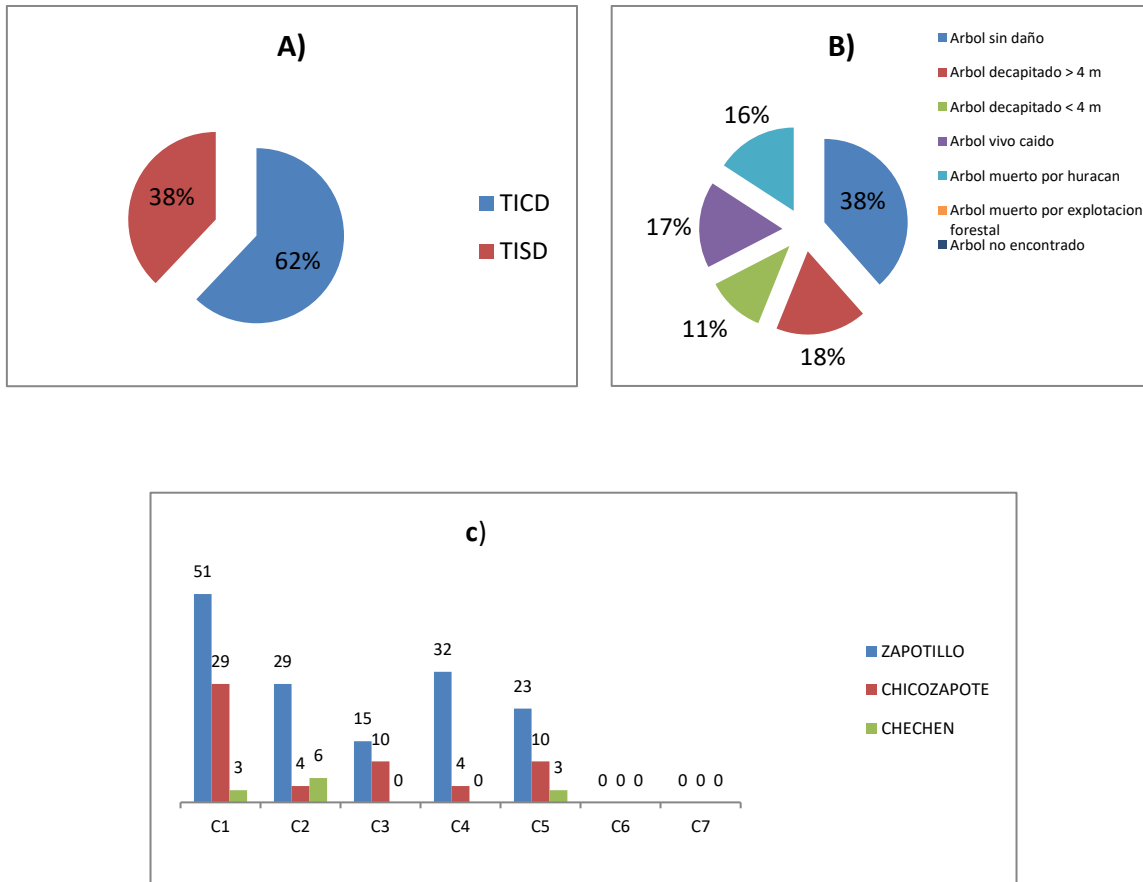 A)
38%
62%
TICD
TISD
B)
16%
38%
17%
11%
18%
Arbol sin daño
Arbol decapitado > 4 m
Arbol decapitado < 4 m
Arbol vivo caido
Arbol muerto por huracan
Arbol muerto por explotacion
forestal
Arbol no encontrado
c)
51 29 3
29 4 6
15 10 0
32 4 0
23 10 3
0 0 0
0 0 0
C1 C2 C3 C4 C5 C6 C7
ZAPOTILLO
CHICOZAPOTE
CHECHEN